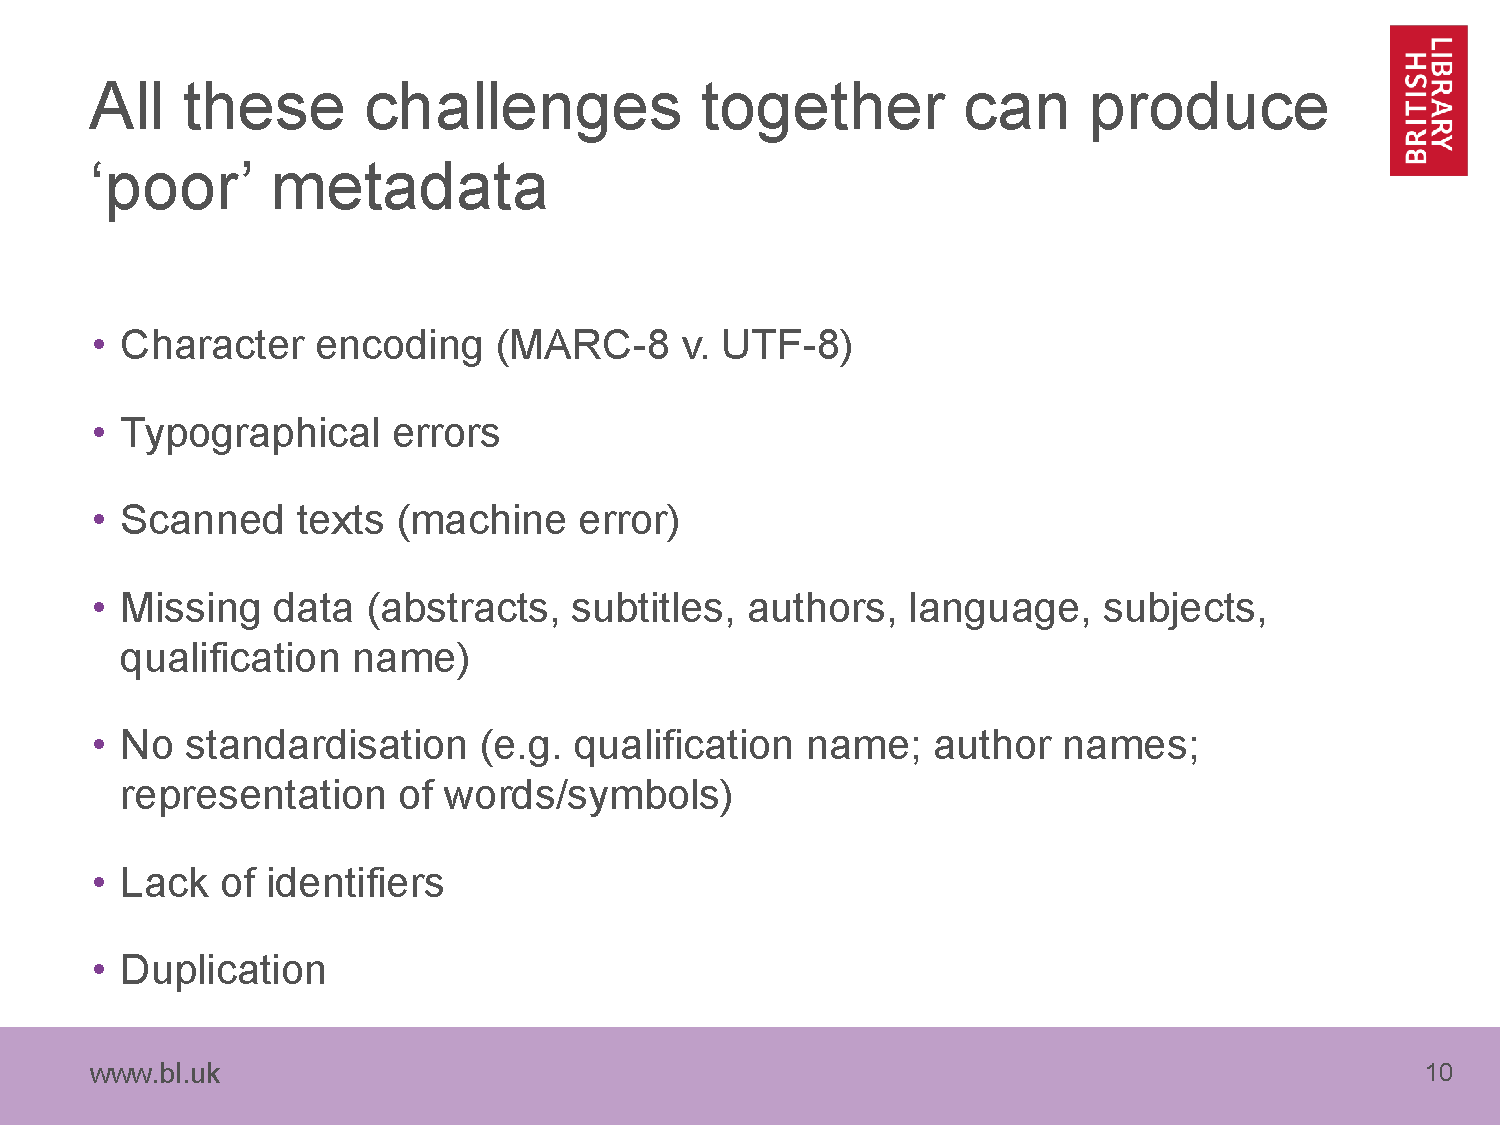 All these challenges together can produce
‘poor’ metadata
BRITISH
LIBRARY
• Character encoding (MARC-8 v. UTF-8)
• Typographical errors
• Scanned texts (machine error)
• Missing data (abstracts, subtitles, authors, language, subjects,
qualification name)
• No standardisation (e.g. qualification name; author names;
representation of words/symbols)
• Lack of identifiers
• Duplication
www.bl.uk
10